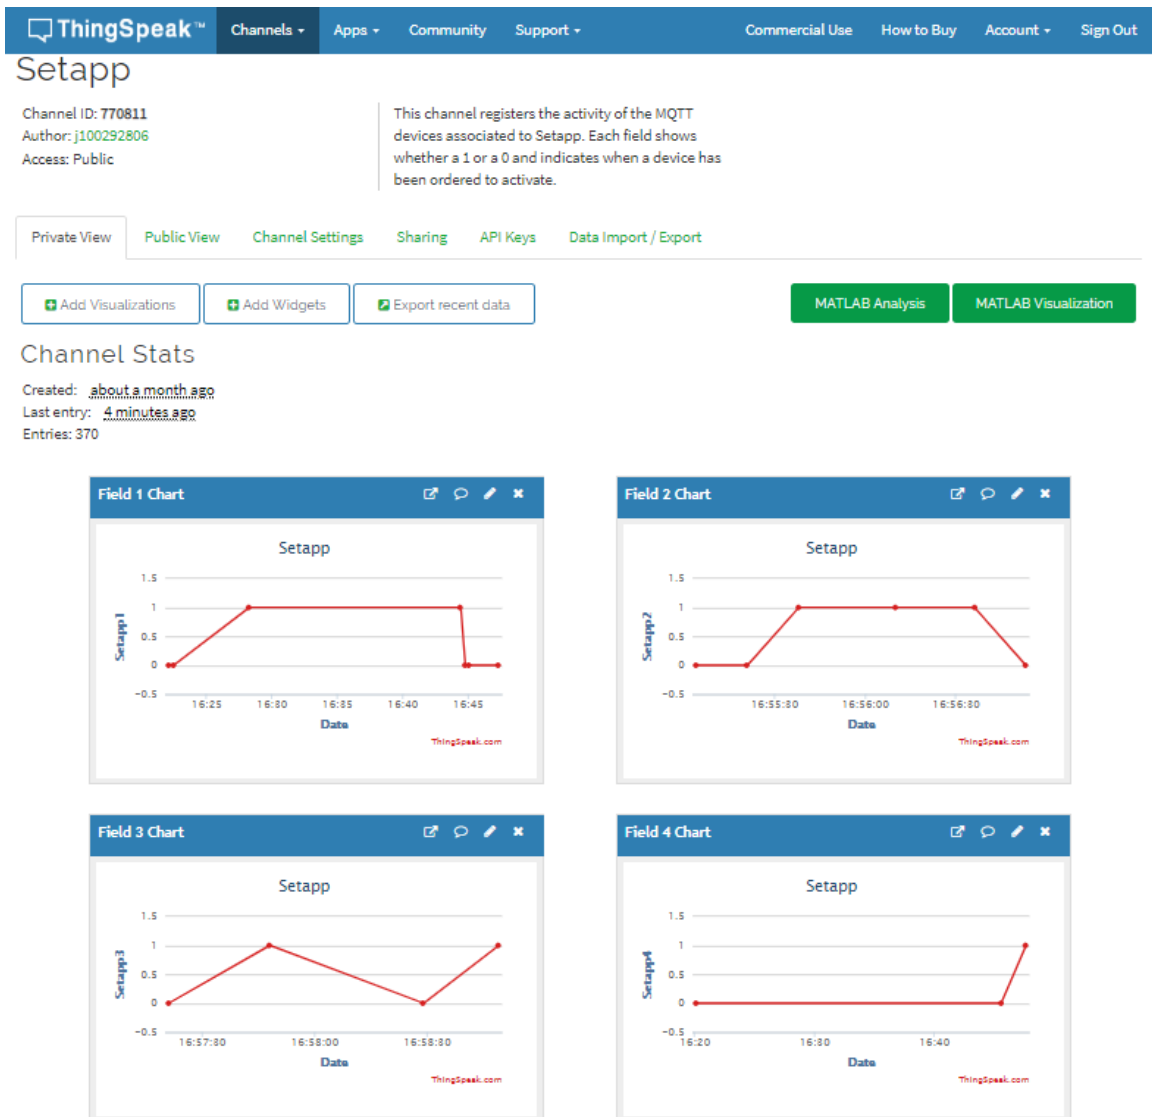 ThingSpeak™ Channels Apps Community Support Commercial Use How to Buy Account Sign Out
Setapp
Channel ID: 770811
Author: j100292806
Access: Public
This channel registers the activity of the MQTT
devices associated to Setapp. Each field shows
whether a 1 or a 0 and indicates when a device has
been ordered to activate.
Private View Public View Channel Settings Sharing API Keys Data Import / Export
Add Visualizations Add Widgets Export recent data MATLAB Analysis MATLAB Visualization
Channel Stats
Created: about a month ago
Last entry: 4 minutes ago
Entries: 370
Field 1 Chart
Setapp
Setapp1
1.5
1
0.5
0
-0.5
16:25 16:30 16:35 16:40 16:45
Date
ThingSpeak.com
Field 2 Chart
Setapp
Setapp2
1.5
1
0.5
0
-0.5
16:55:30 16:56:00 16:56:30
Date
ThingSpeak.com
Field 3 Chart
Setapp
Setapp3
1.5
1
0.5
0
-0.5
16:57:30 16:58:00 16:58:30
Date
ThingSpeak.com
Field 4 Chart
Setapp
Setapp4
1.5
1
0.5
0
-0.5
16:20 16:30 16:40
Date
ThingSpeak.com